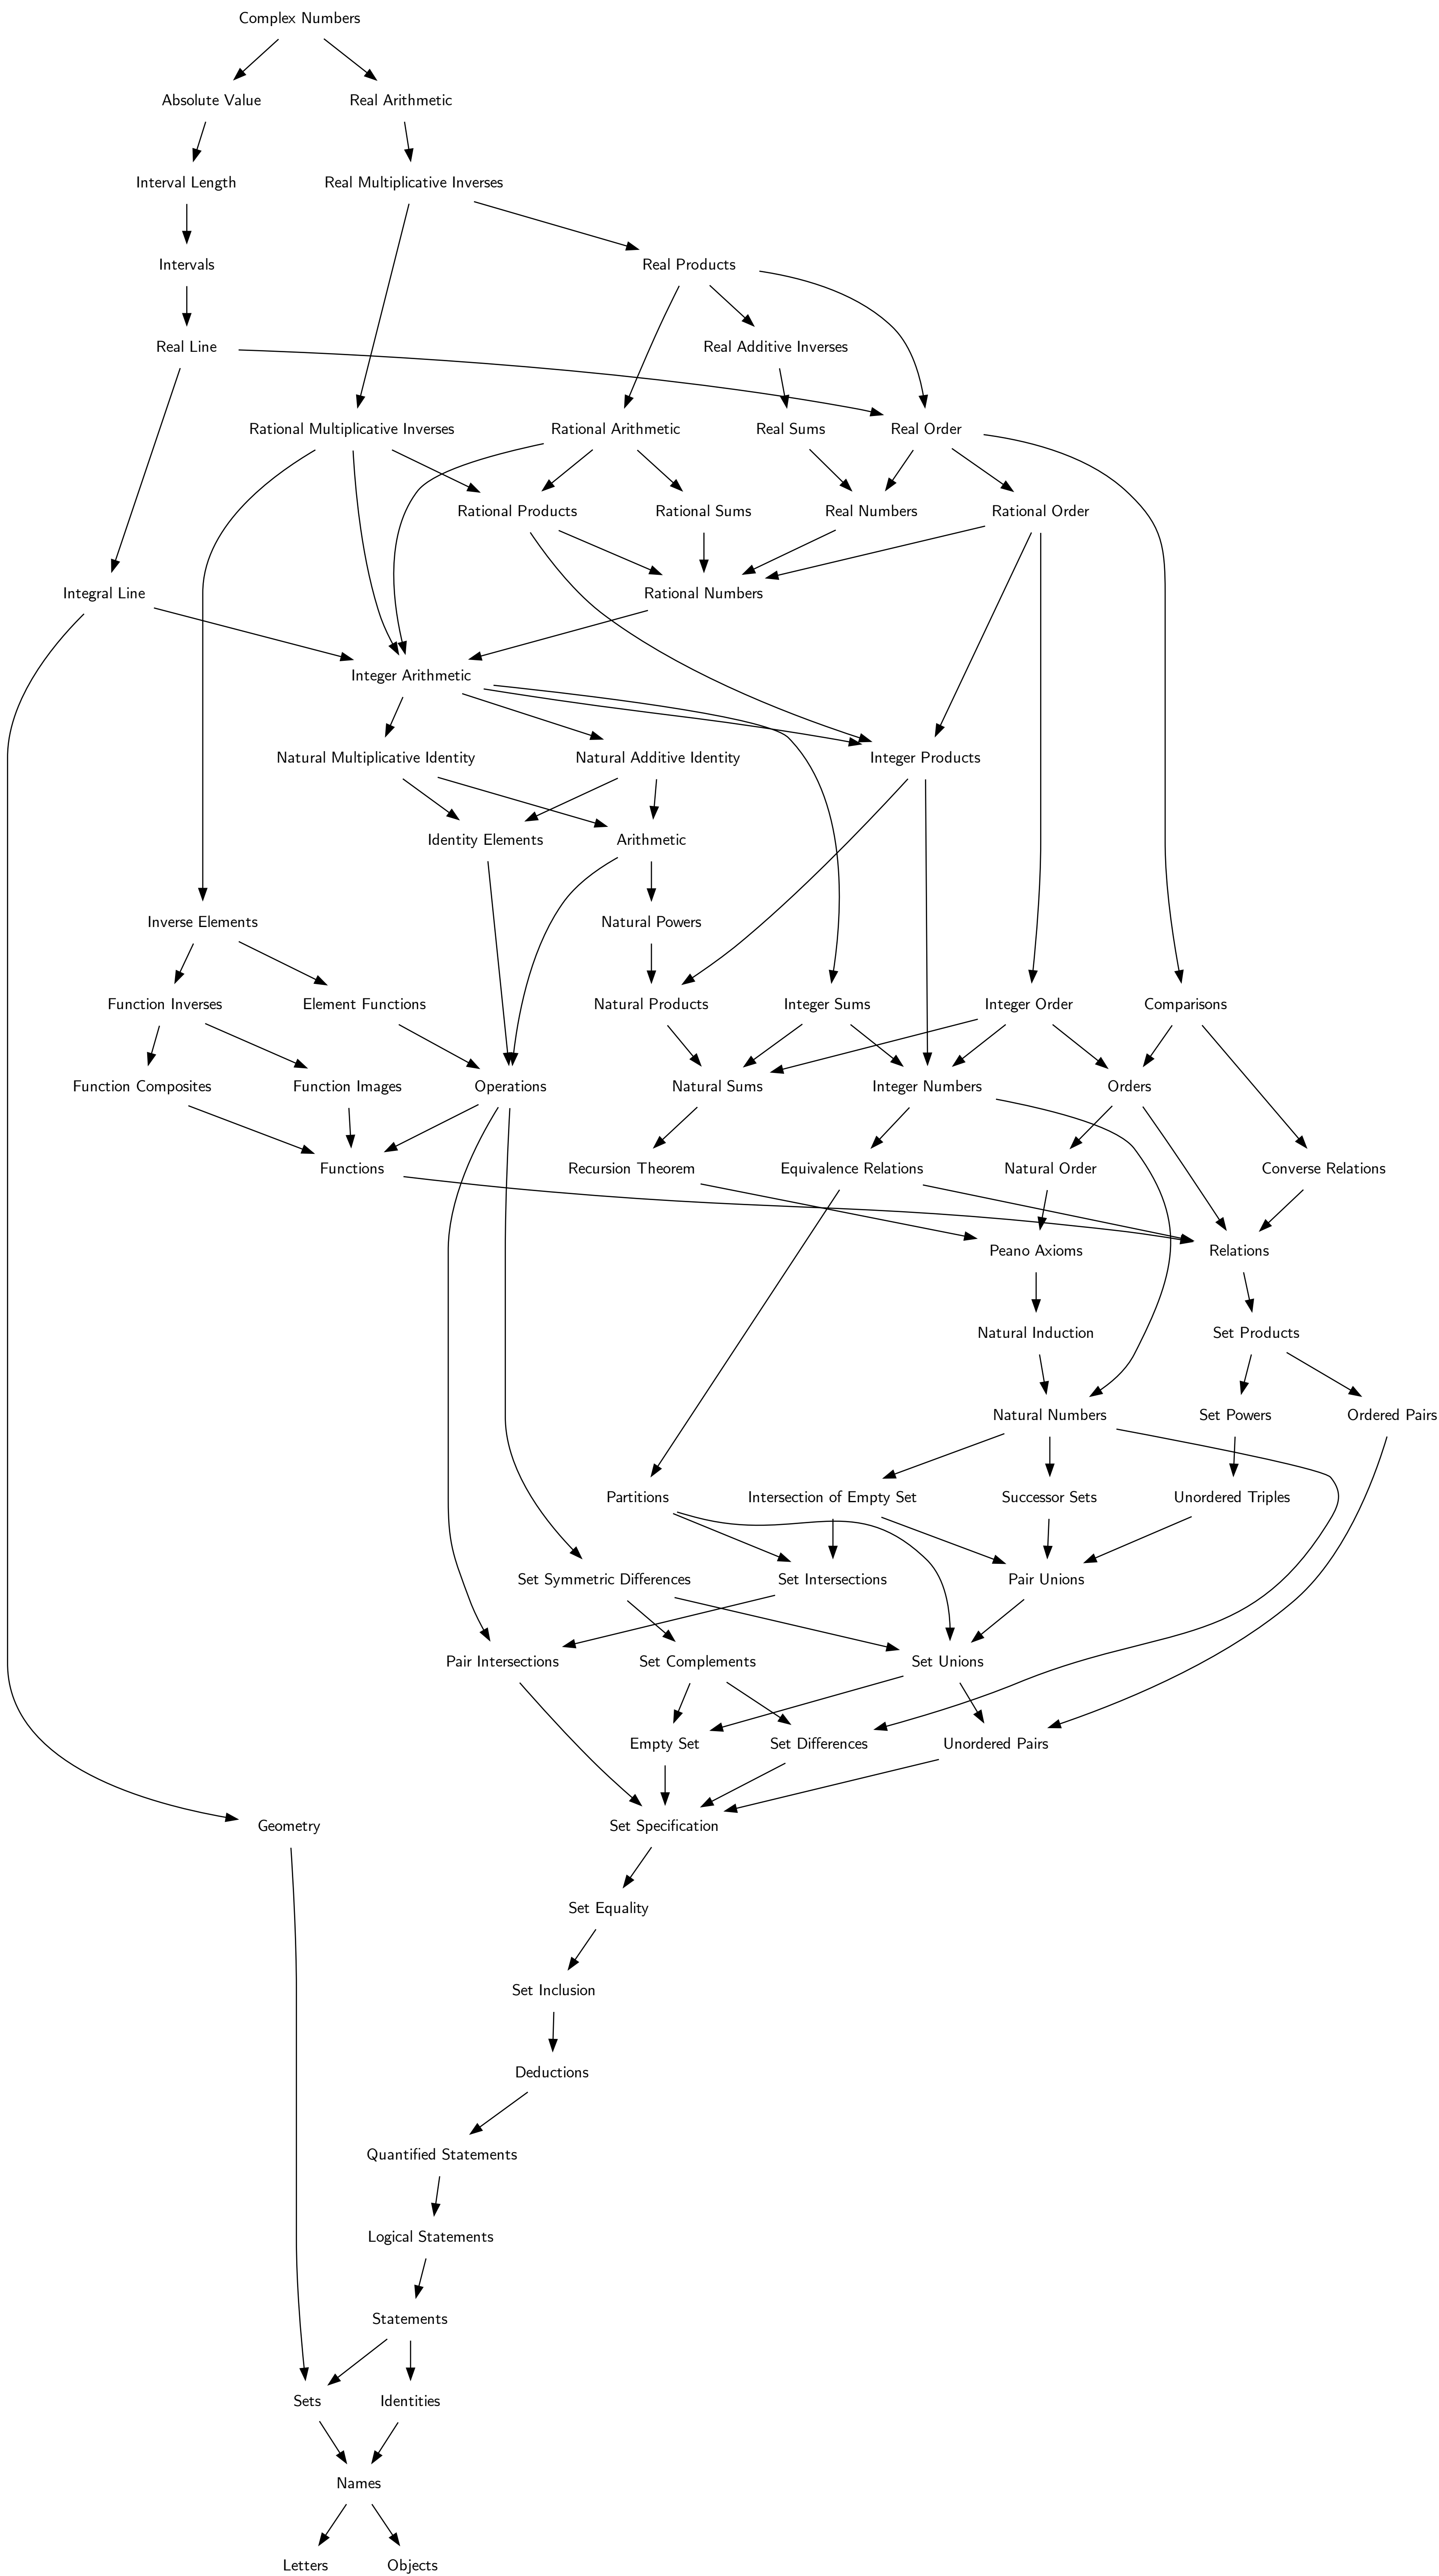 Complex Numbers
Absolute Value
Real Arithmetic
Interval Length
Real Multiplicative Inverses
Intervals
Real Products
Real Line
Real Additive Inverses
Rational Multiplicative Inverses
Rational Arithmetic
Real Sums
Real Order
Rational Products
Rational Sums
Real Numbers
Rational Order
Integral Line
Rational Numbers
Integer Arithmetic
Natural Multiplicative Identity
Natural Additive Identity
Integer Products
Identity Elements
Arithmetic
Inverse Elements
Natural Powers
Function Inverses
Element Functions
Natural Products
Integer Sums
Integer Order
Comparisons
Function Composites
Function Images
Operations
Natural Sums
Integer Numbers
Orders
Functions
Recursion Theorem
Equivalence Relations
Natural Order
Converse Relations
Peano Axioms
Relations
Natural Induction
Set Products
Natural Numbers
Set Powers
Ordered Pairs
Partitions
Intersection of Empty Set
Successor Sets
Unordered Triples
Set Symmetric Differences
Set Intersections
Pair Unions
Pair Intersections
Set Complements
Set Unions
Empty Set
Set Differences
Unordered Pairs
Geometry
Set Specification
Set Equality
Set Inclusion
Deductions
Quantified Statements
Logical Statements
Statements
Sets
Identities
Names
Letters
Objects